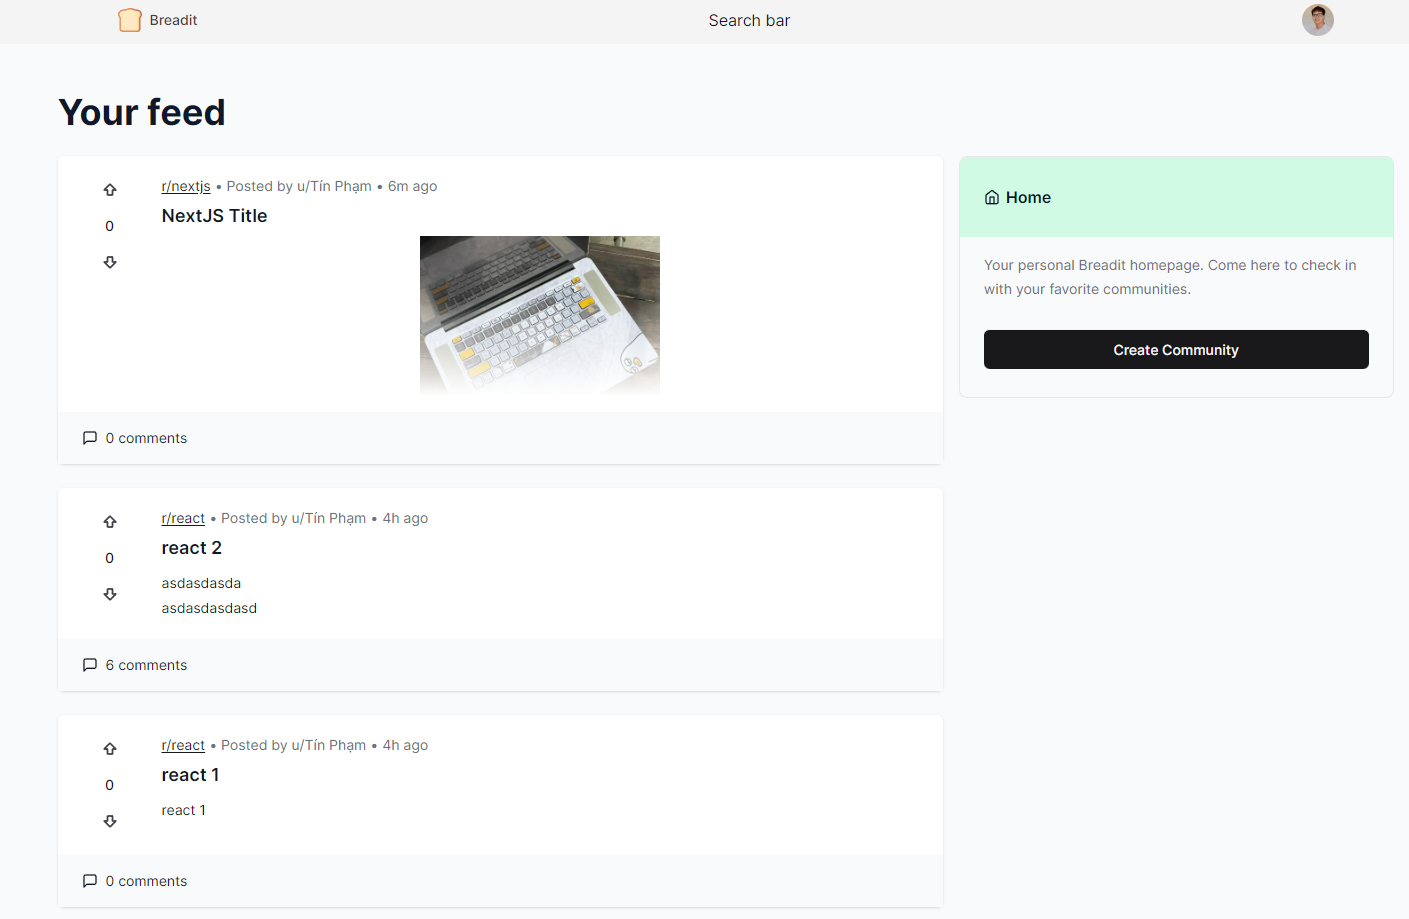 Breadit
Search bar
Your feed
r/nextjs • Posted by u/Tín Phạm • 6m ago
0
NextJS Title
0 comments
r/react • Posted by u/Tín Phạm • 4h ago
0
react 2
asdasdasda
asdasdasdasd
6 comments
r/react • Posted by u/Tín Phạm • 4h ago
0
react 1
react 1
0 comments
Home
Your personal Breadit homepage. Come here to check in
with your favorite communities.
Create Community